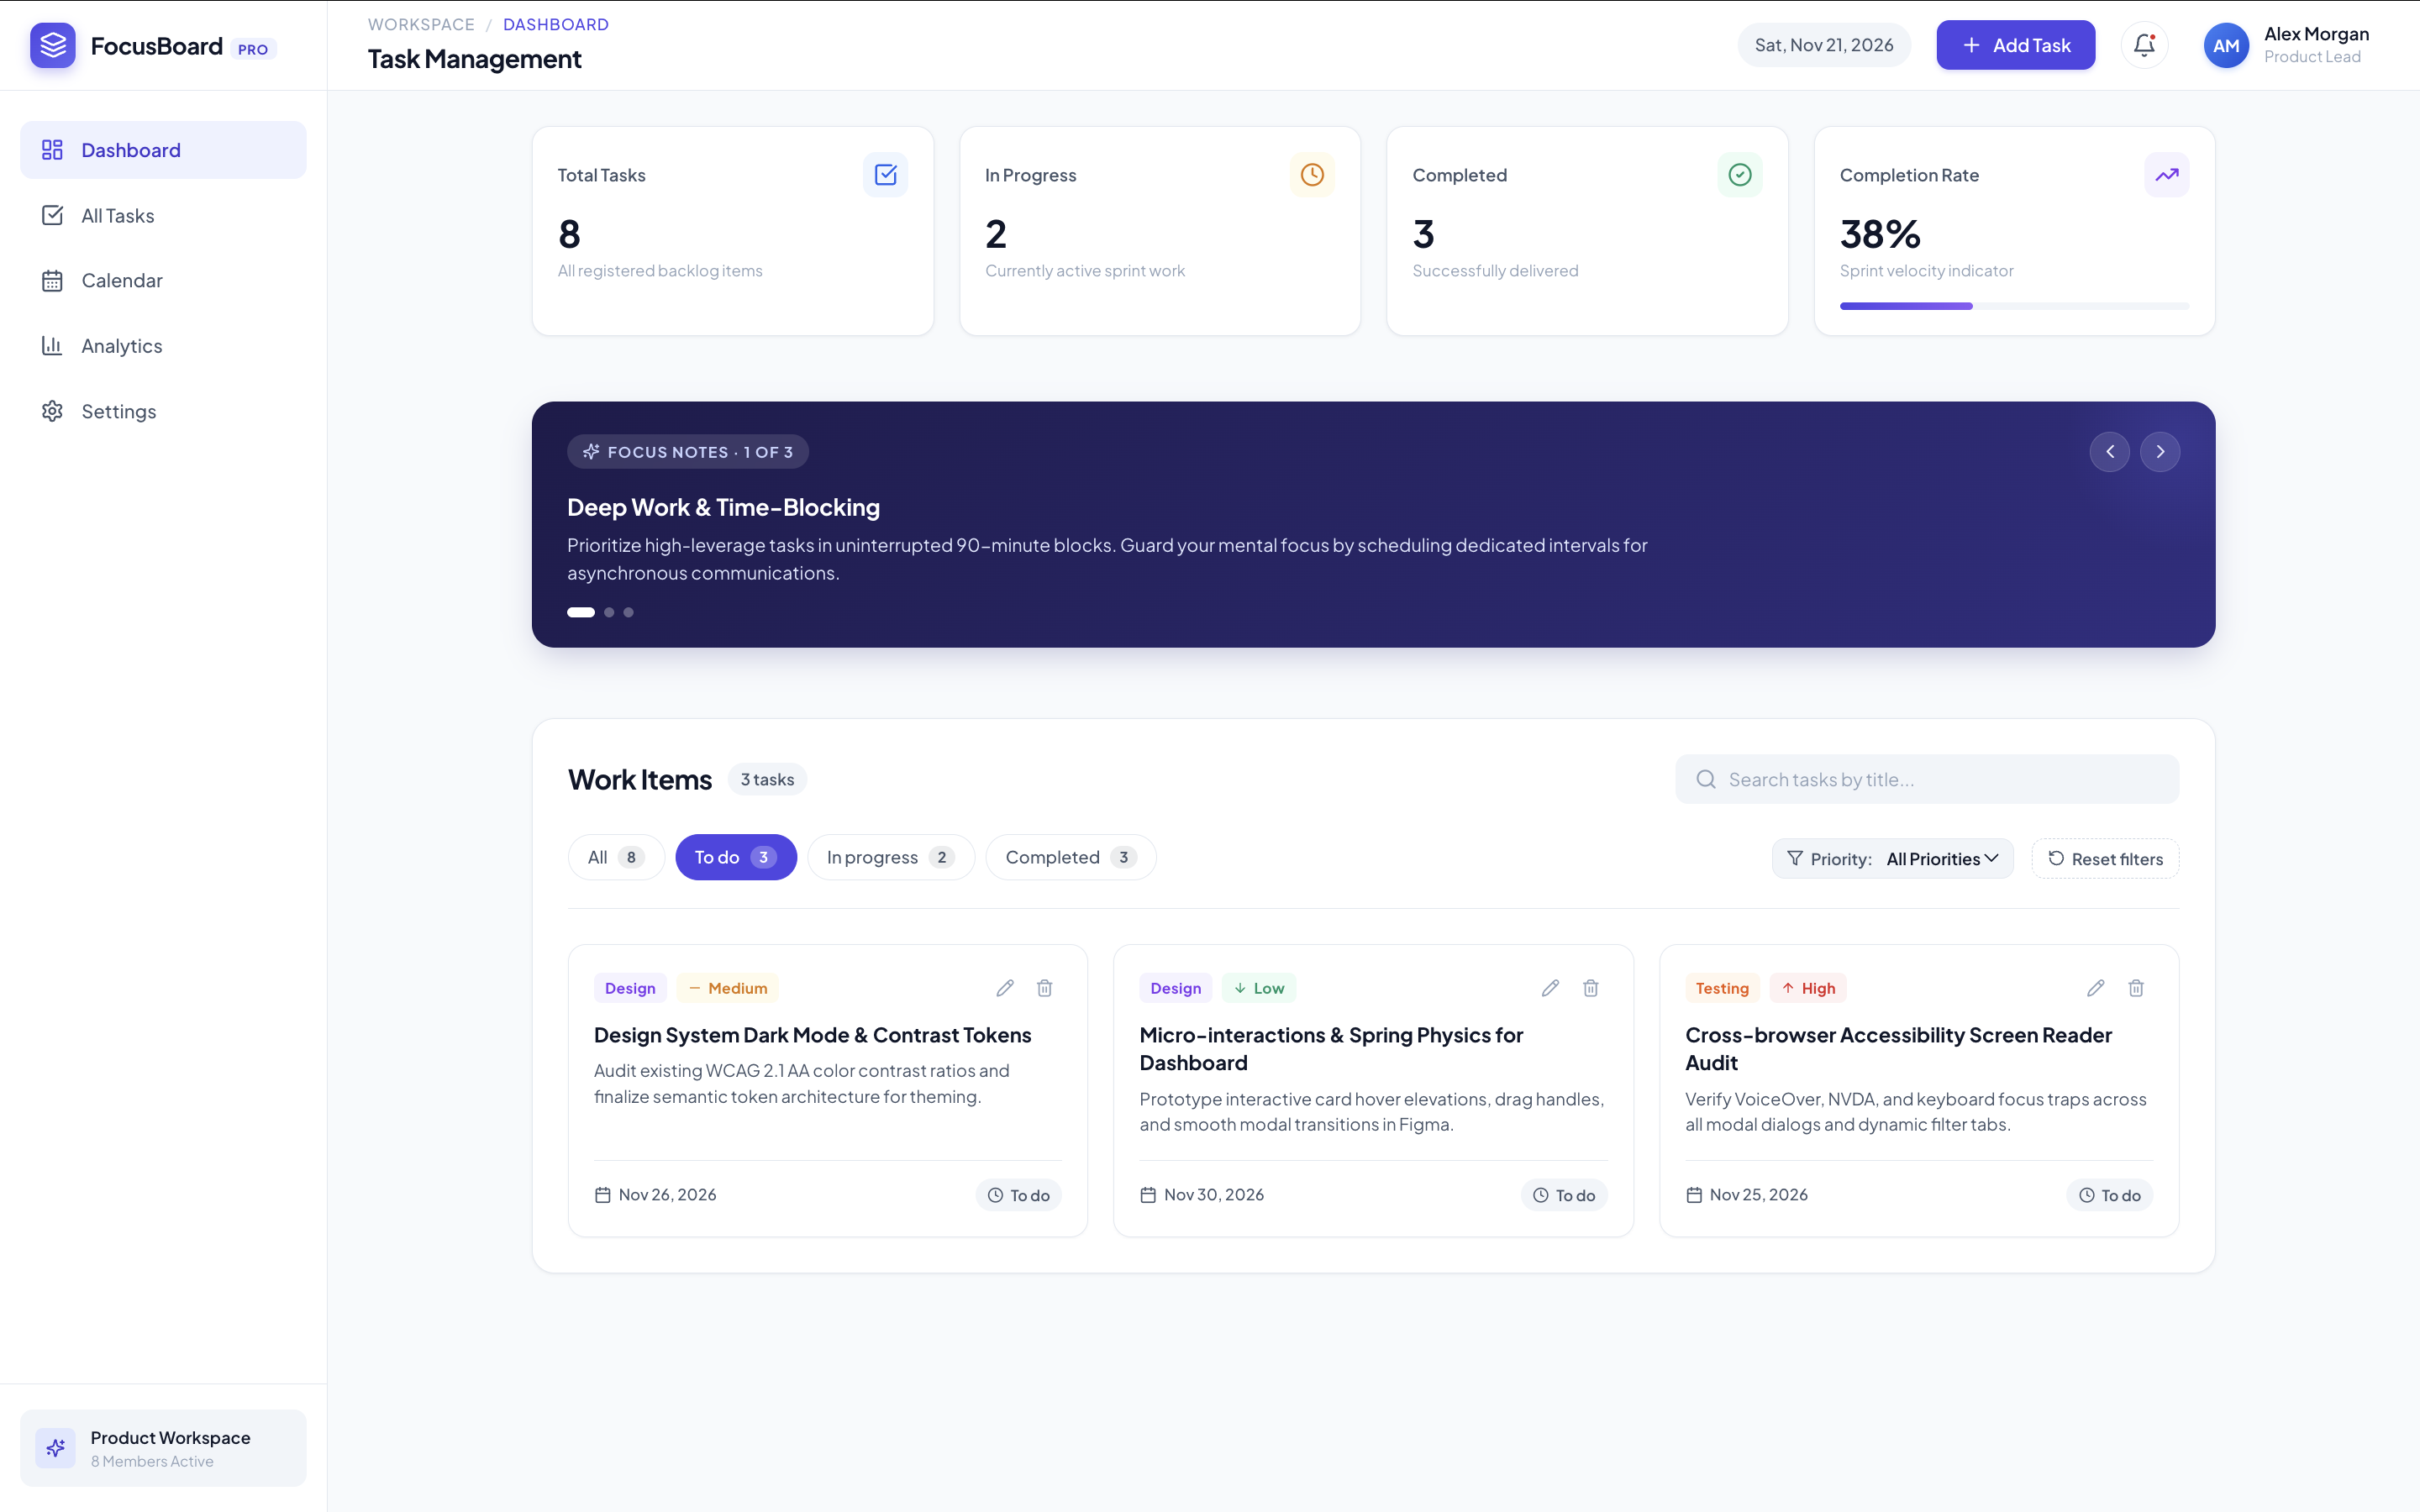 FocusBoard PRO
Dashboard
All Tasks
Calendar
Analytics
Settings
Product Workspace
8 Members Active
WORKSPACE / DASHBOARD
Task Management
Sat, Nov 21, 2026
Add Task
AM
Alex Morgan
Product Lead
Total Tasks
8
All registered backlog items
In Progress
2
Currently active sprint work
Completed
3
Successfully delivered
Completion Rate
38%
Sprint velocity indicator
FOCUS NOTES · 1 OF 3
Deep Work & Time-Blocking
Prioritize high-leverage tasks in uninterrupted 90-minute blocks. Guard your mental focus by scheduling dedicated intervals for
asynchronous communications.
Work Items 3 tasks
Search tasks by title...
All 8
To do 3
In progress 2
Completed 3
Priority: All Priorities
Reset filters
Design Medium
Design System Dark Mode & Contrast Tokens
Audit existing WCAG 2.1 AA color contrast ratios and
finalize semantic token architecture for theming.
Nov 26, 2026 To do
Design Low
Micro-interactions & Spring Physics for
Dashboard
Prototype interactive card hover elevations, drag handles,
and smooth modal transitions in Figma.
Nov 30, 2026 To do
Testing High
Cross-browser Accessibility Screen Reader
Audit
Verify VoiceOver, NVDA, and keyboard focus traps across
all modal dialogs and dynamic filter tabs.
Nov 25, 2026 To do